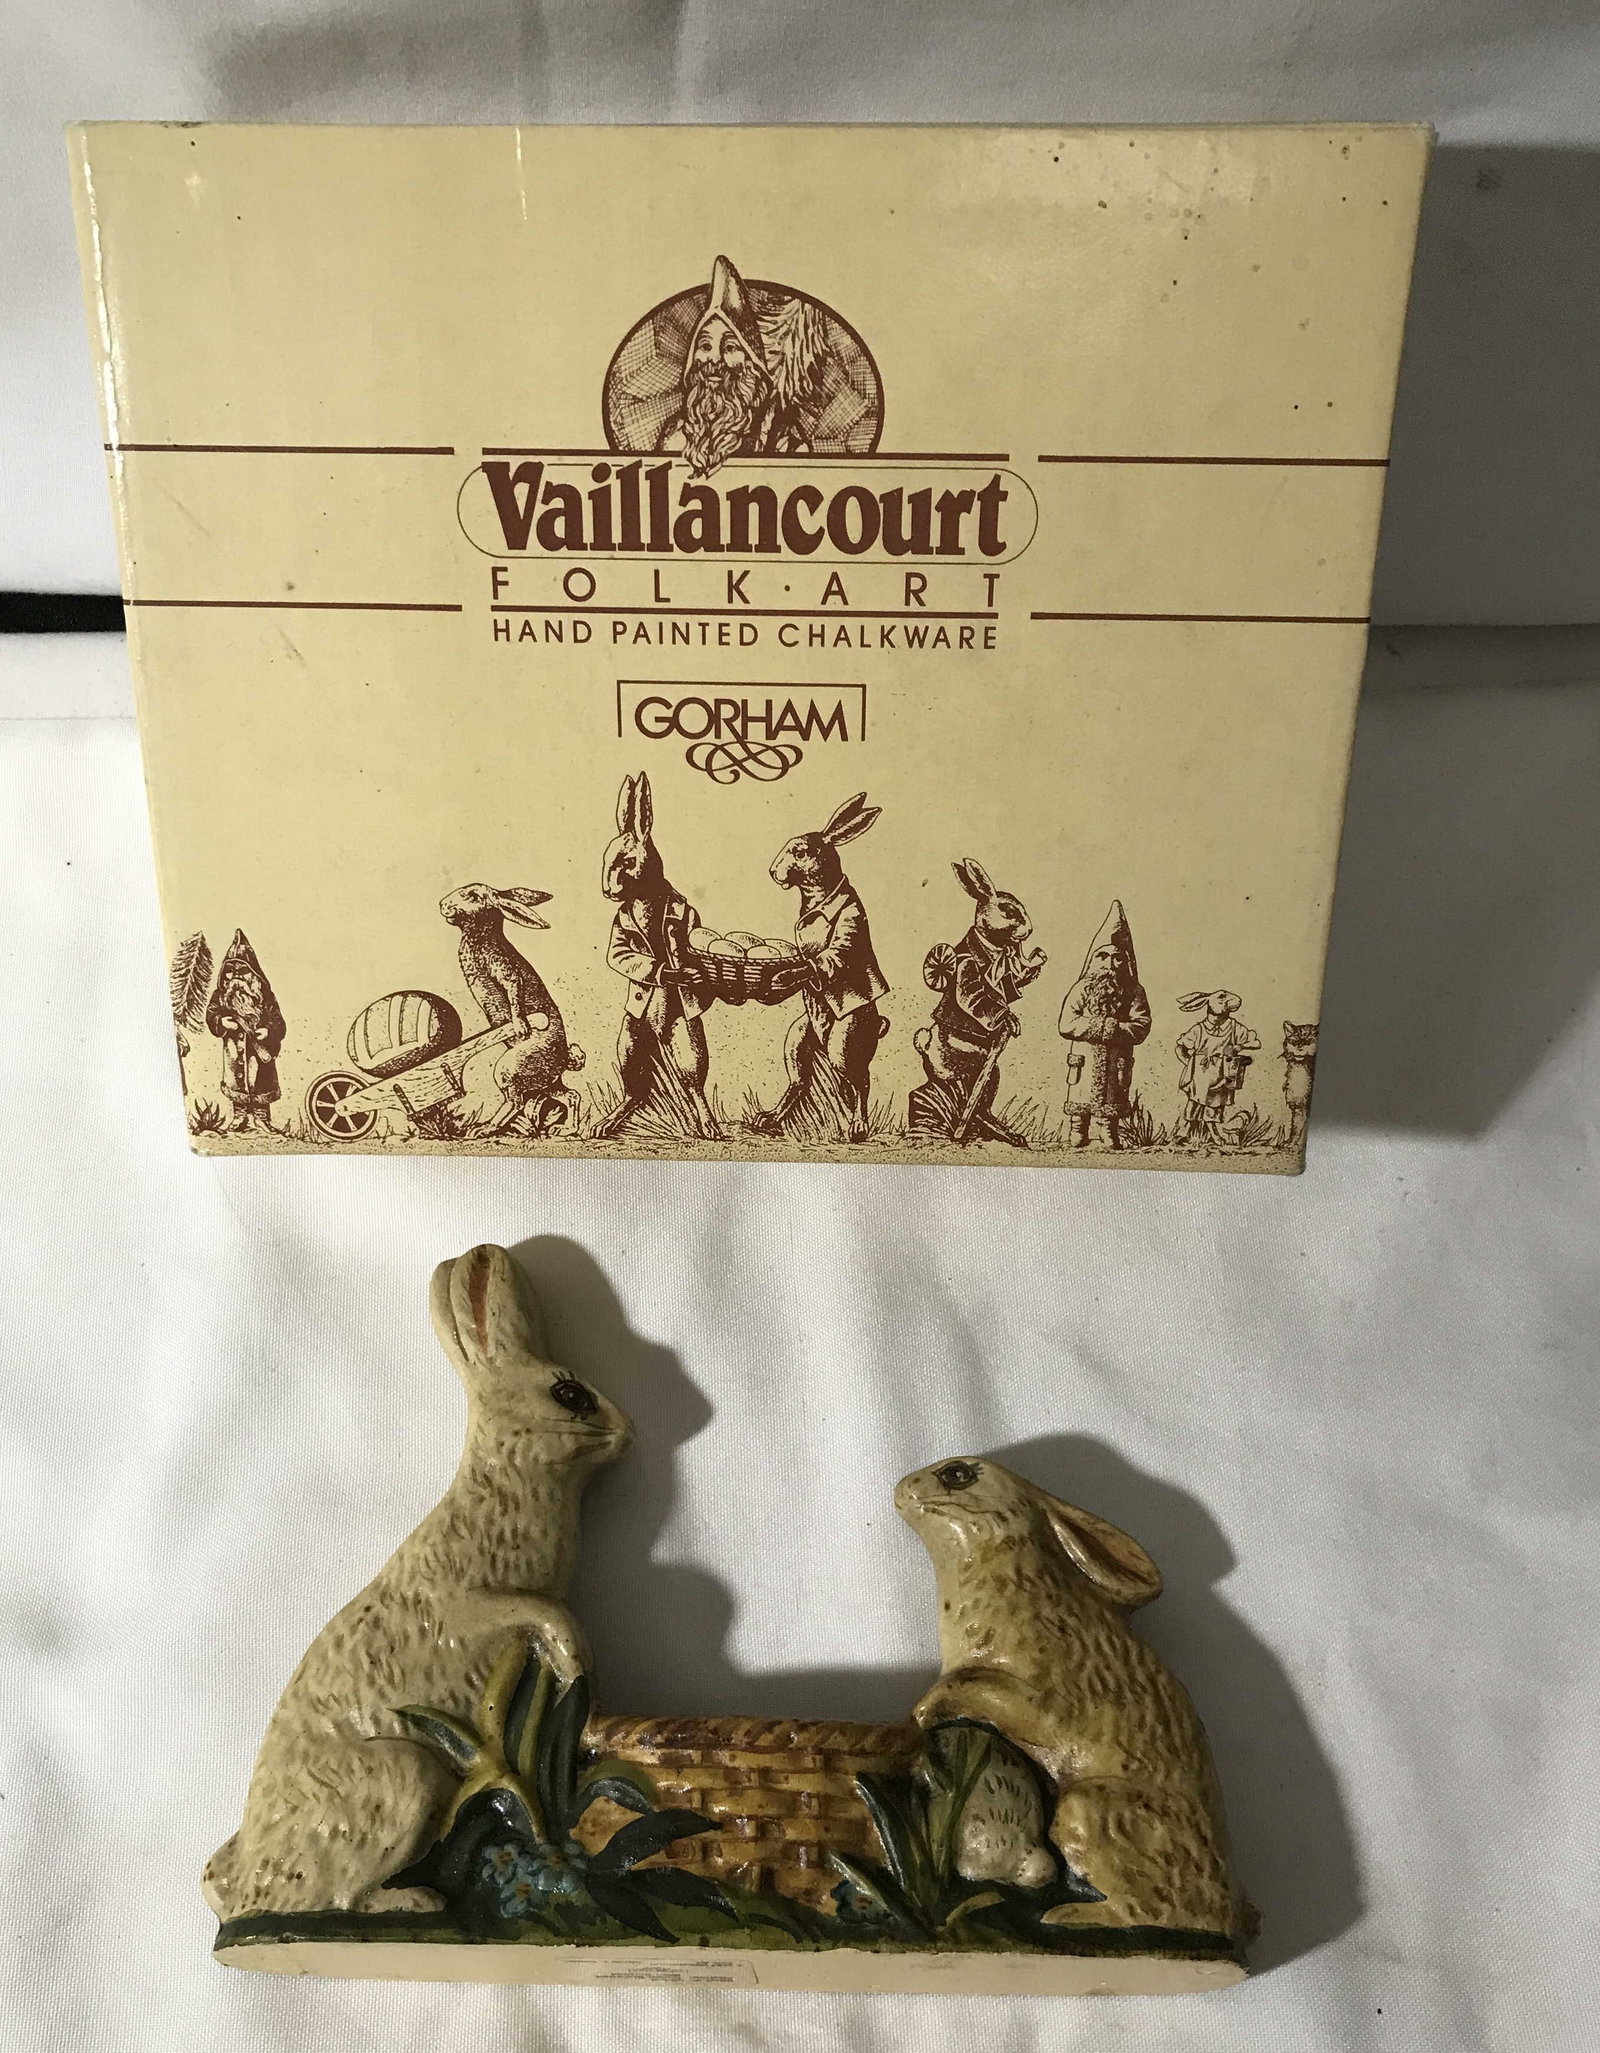 Vaillancourt
FOLK·ART
HAND PAINTED CHALKWARE
GORHAM